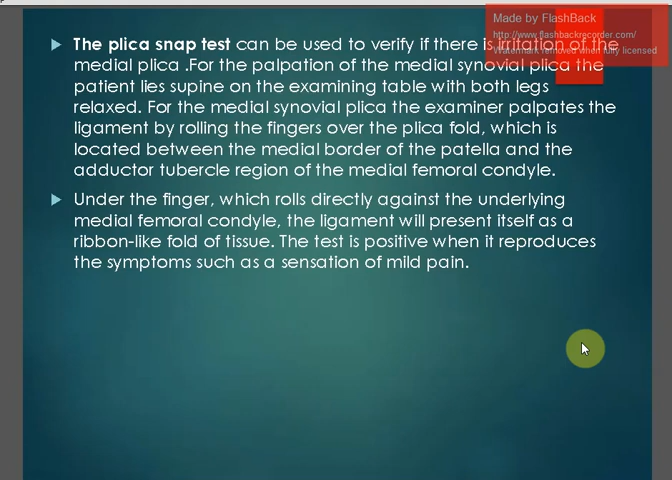 Made by FlashBack
http://www.flashbackrecorder.com/
Watermark removed when fully licensed
The plica snap test can be used to verify if there is irritation of the
medial plica .For the palpation of the medial synovial plica the
patient lies supine on the examining table with both legs
relaxed. For the medial synovial plica the examiner palpates the
ligament by rolling the fingers over the plica fold, which is
located between the medial border of the patella and the
adductor tubercle region of the medial femoral condyle.
Under the finger, which rolls directly against the underlying
medial femoral condyle, the ligament will present itself as a
ribbon-like fold of tissue. The test is positive when it reproduces
the symptoms such as a sensation of mild pain.